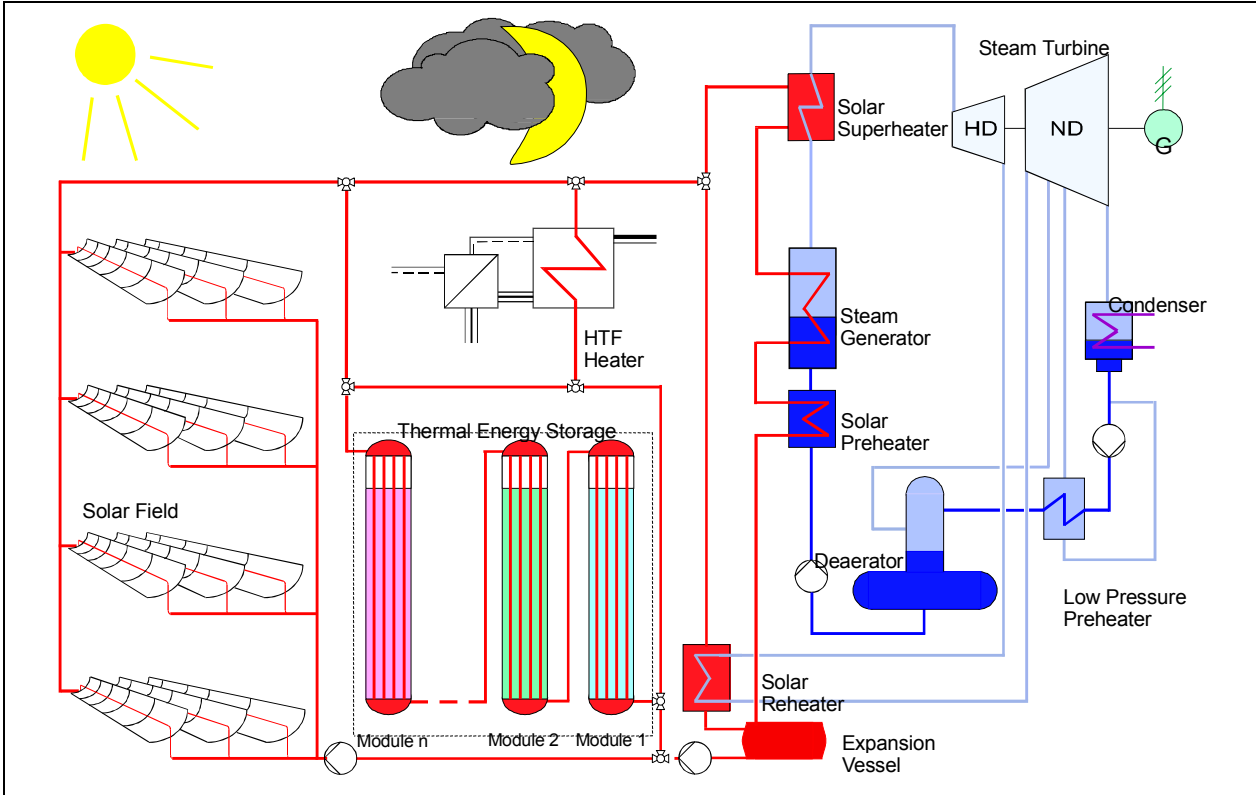 Steam Turbine
Solar
Superheater
HD
ND
G
HTF
Heater
Steam
Generator
Condenser
Thermal Energy Storage
Solar
Preheater
Solar Field
Deaerator
Low Pressure
Preheater
Solar
Reheater
Module n
Module 2
Module 1
Expansion
Vessel